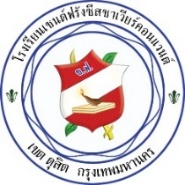 โรงเรียนเซนต์ฟรังซีสซาเวียร์คอนแวนต์
ซ.ฟ.
เขต ดุสิต กรุงเทพมหานคร